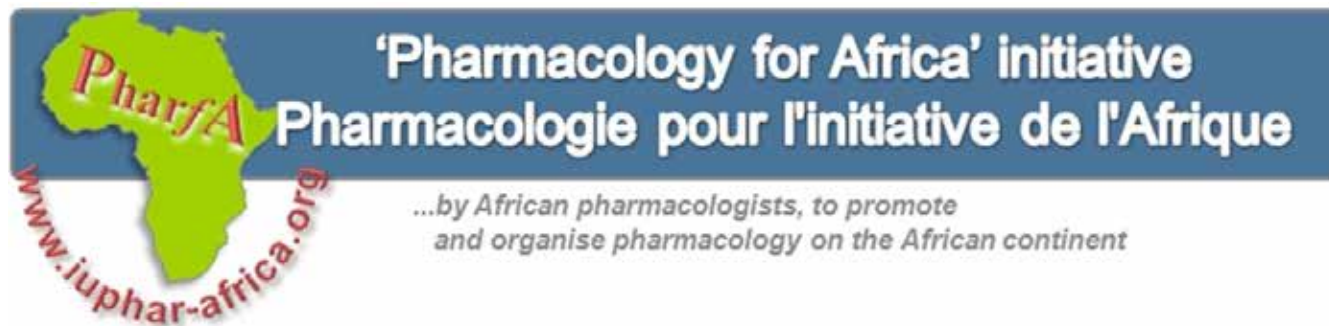 PharfA
www.iuphar-africa.org
‘Pharmacology for Africa’ initiative
Pharmacologie pour l'initiative de l'Afrique
...by African pharmacologists, to promote
and organise pharmacology on the African continent